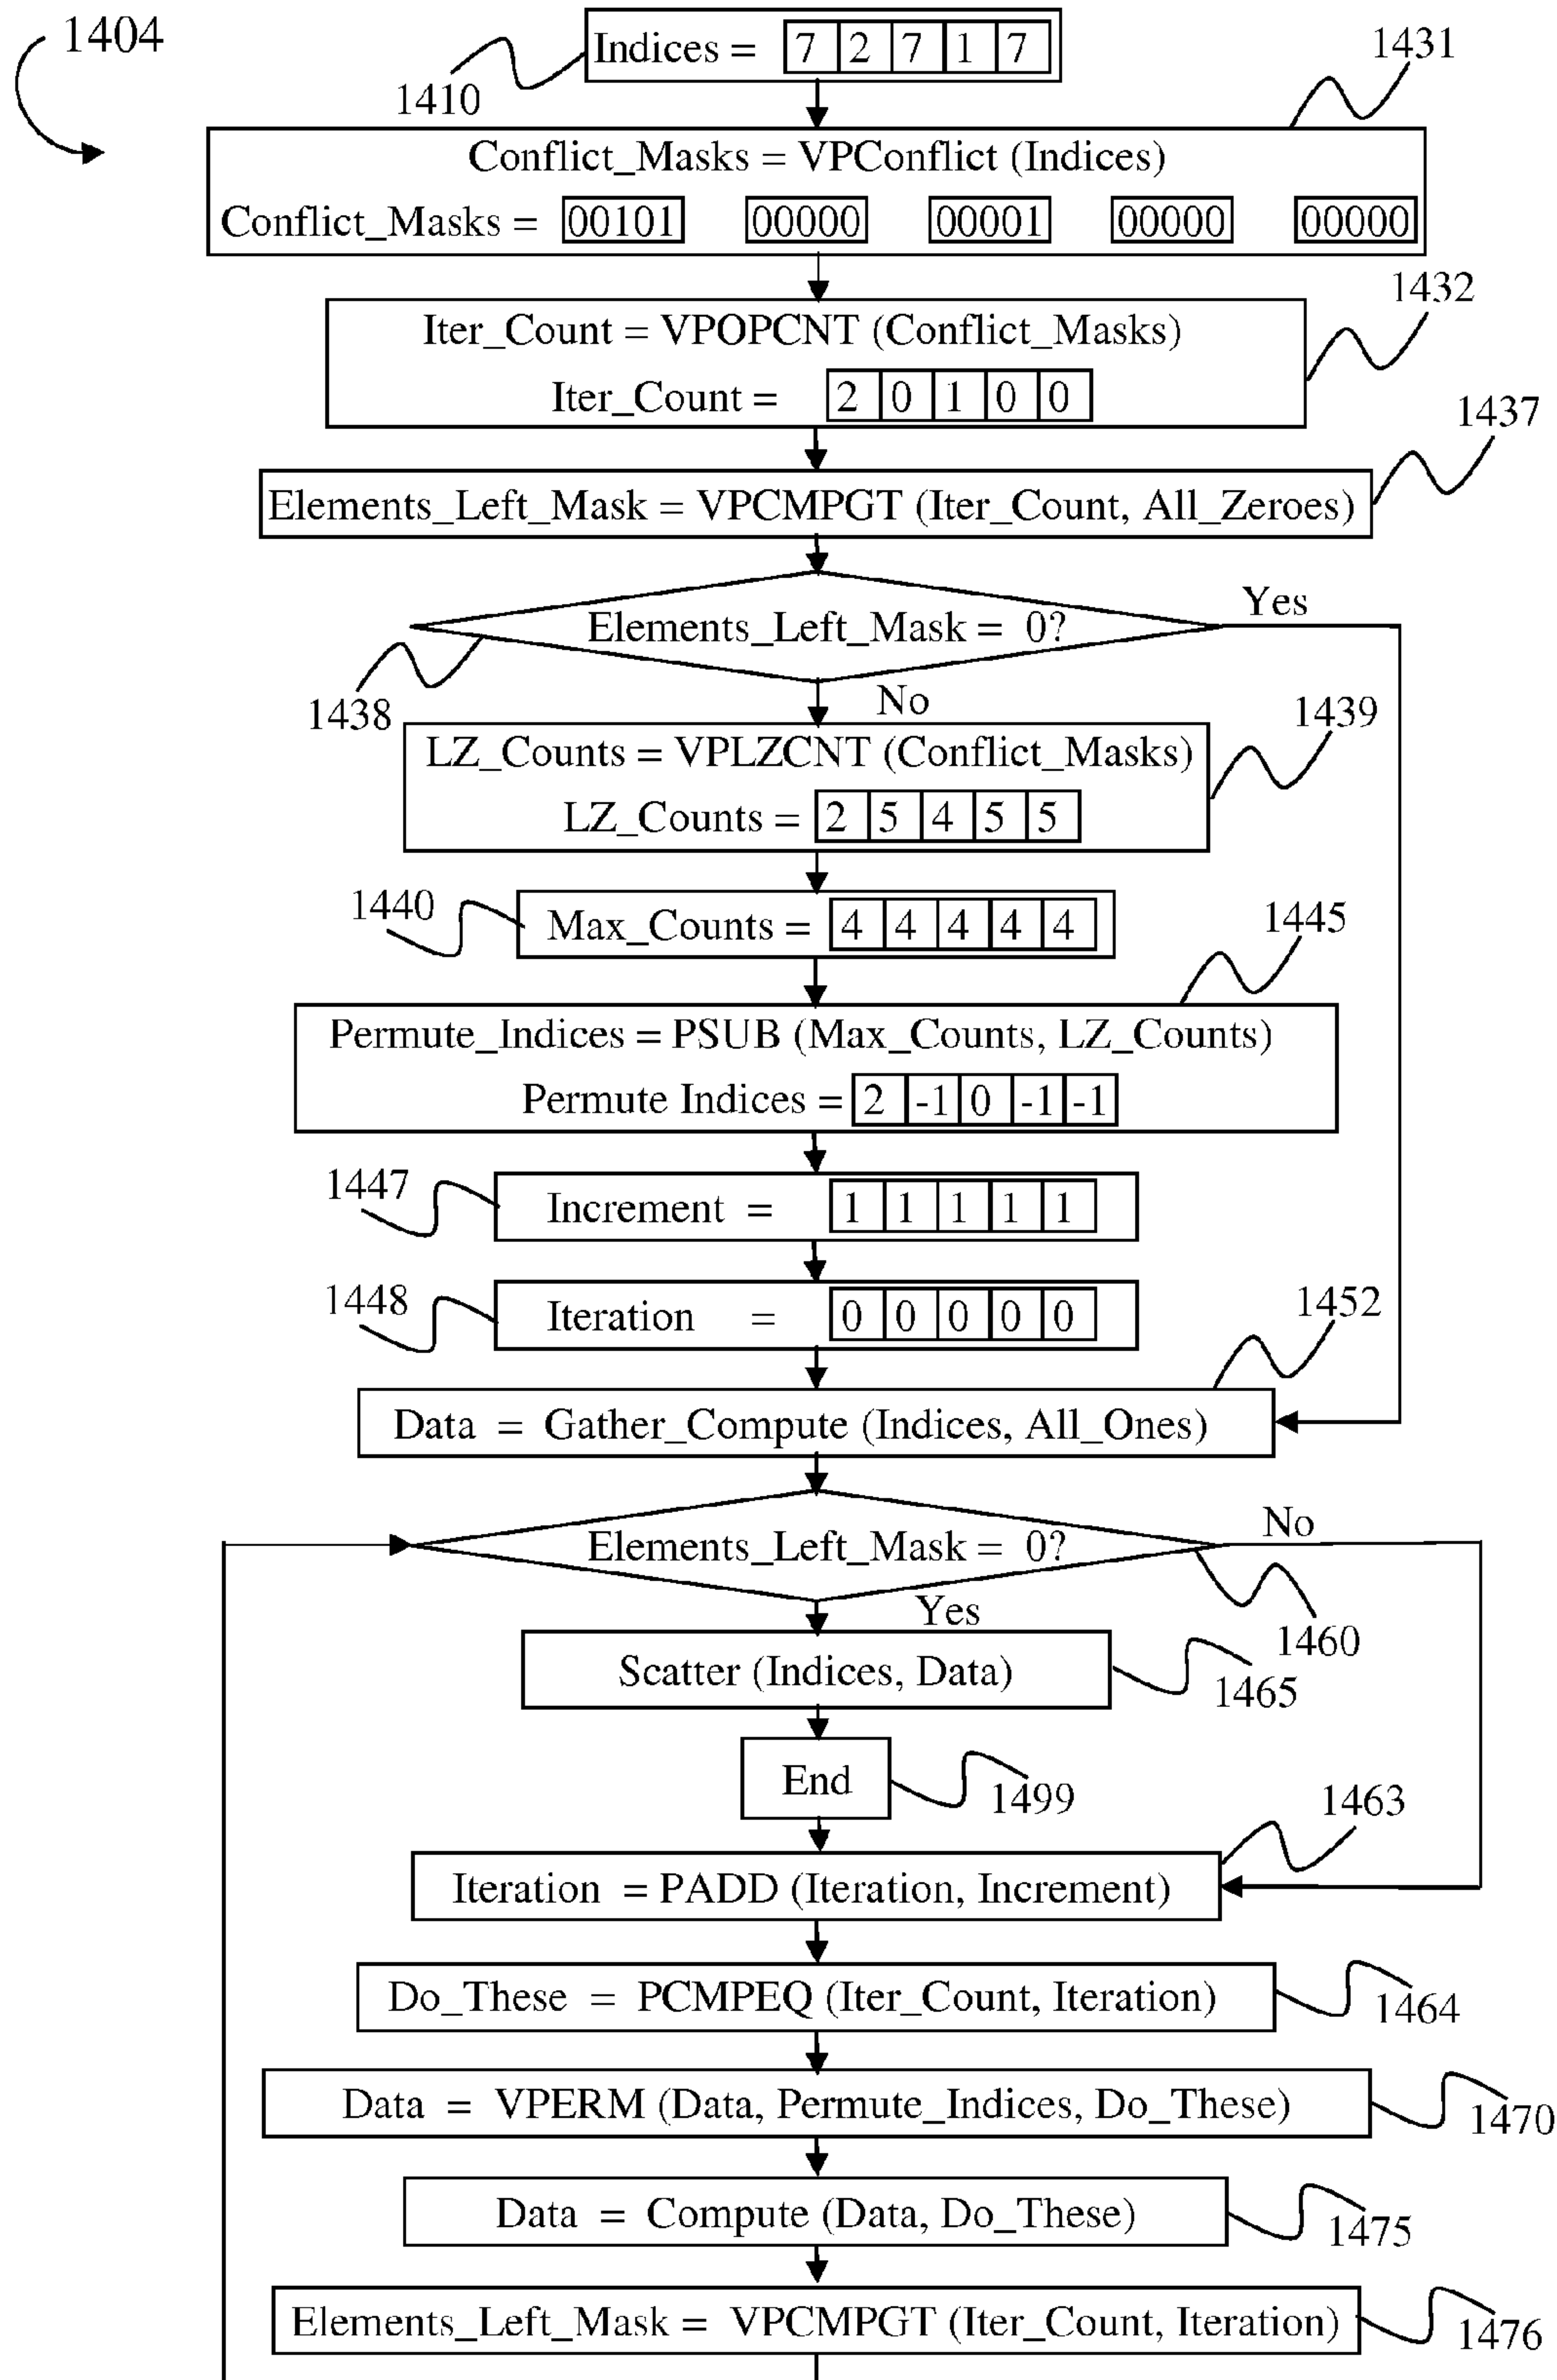 1404
Indices = 7 2 7 1 7
1410
1431
Conflict_Masks = VPConflict (Indices)
Conflict_Masks = 00101 00000 00001 00000 00000
1432
Iter_Count = VPOPCNT (Conflict_Masks)
Iter_Count = 2 0 1 0 0
1437
Elements_Left_Mask = VPCMPGT (Iter_Count, All_Zeroes)
Elements_Left_Mask = 0?
Yes
1438
No
1439
LZ_Counts = VPLZCNT (Conflict_Masks)
LZ_Counts = 2 5 4 5 5
1440
Max_Counts = 4 4 4 4 4
1445
Permute_Indices = PSUB (Max_Counts, LZ_Counts)
Permute Indices = 2 -1 0 -1 -1
1447
Increment = 1 1 1 1 1
1448
Iteration = 0 0 0 0 0
1452
Data = Gather_Compute (Indices, All_Ones)
Elements_Left_Mask = 0?
No
Yes
1460
Scatter (Indices, Data)
1465
End
1499
1463
Iteration = PADD (Iteration, Increment)
Do_These = PCMPEQ (Iter_Count, Iteration)
1464
Data = VPERM (Data, Permute_Indices, Do_These)
1470
Data = Compute (Data, Do_These)
1475
Elements_Left_Mask = VPCMPGT (Iter_Count, Iteration)
1476